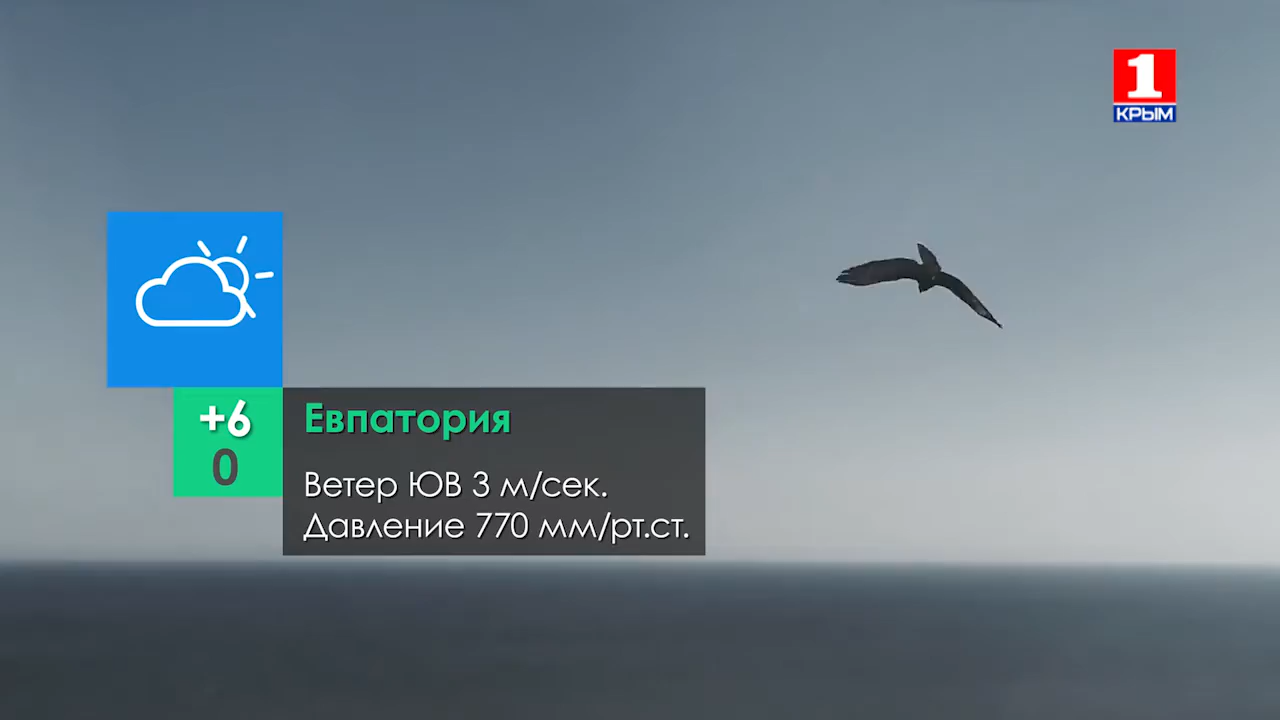 1
КРЫМ
+6
0
Евпатория
Ветер ЮВ 3 м/сек.
Давление 770 мм/рт.ст.